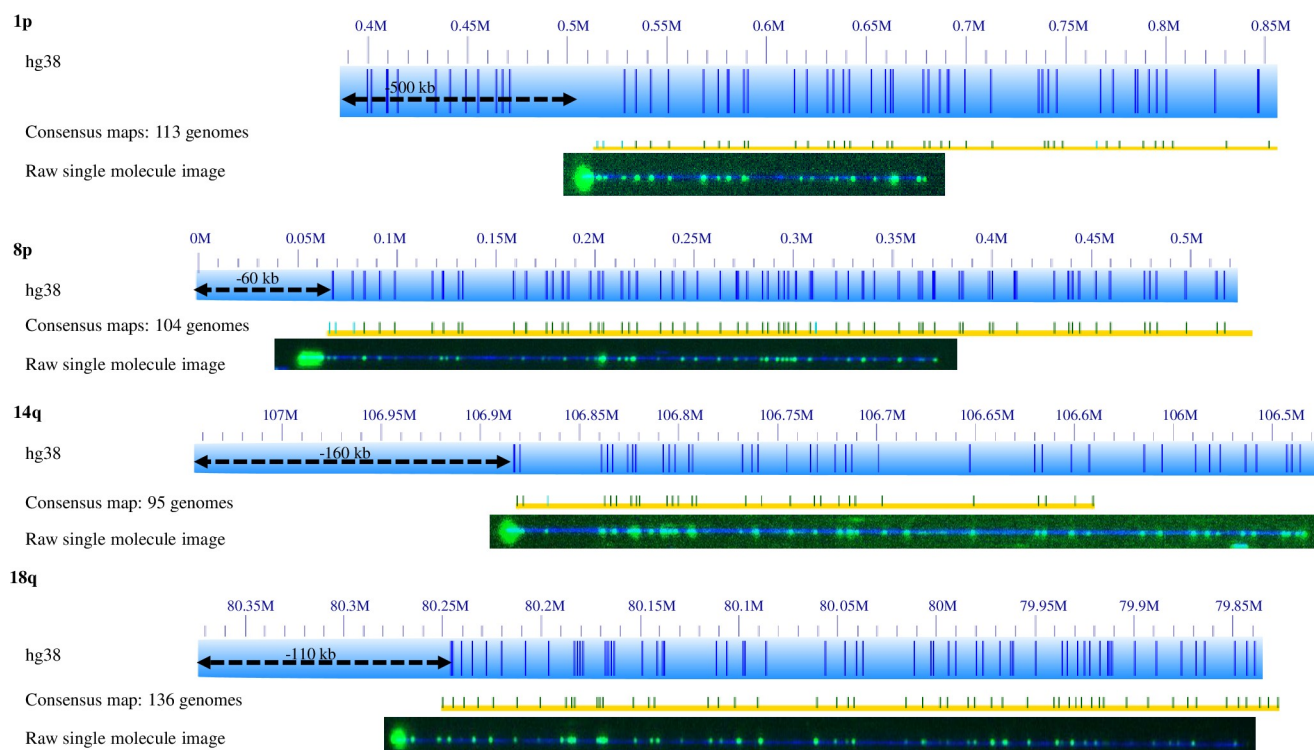 1p
0.4M 0.45M 0.5M 0.55M 0.6M 0.65M 0.7M 0.75M 0.8M 0.85M
hg38
-500 kb
Consensus maps: 113 genomes
Raw single molecule image
8p
0M 0.05M 0.1M 0.15M 0.2M 0.25M 0.3M 0.35M 0.4M 0.45M 0.5M
-60 kb
hg38
Consensus maps: 104 genomes
Raw single molecule image
14q
107M 106.95M 106.9M 106.85M 106.8M 106.75M 106.7M 106.65M 106.6M 106M 106.5M
hg38
-160 kb
Consensus map: 95 genomes
Raw single molecule image
18q
80.35M 80.3M 80.25M 80.2M 80.15M 80.1M 80.05M 80M 79.95M 79.9M 79.85M
hg38
-110 kb
Consensus map: 136 genomes
Raw single molecule image